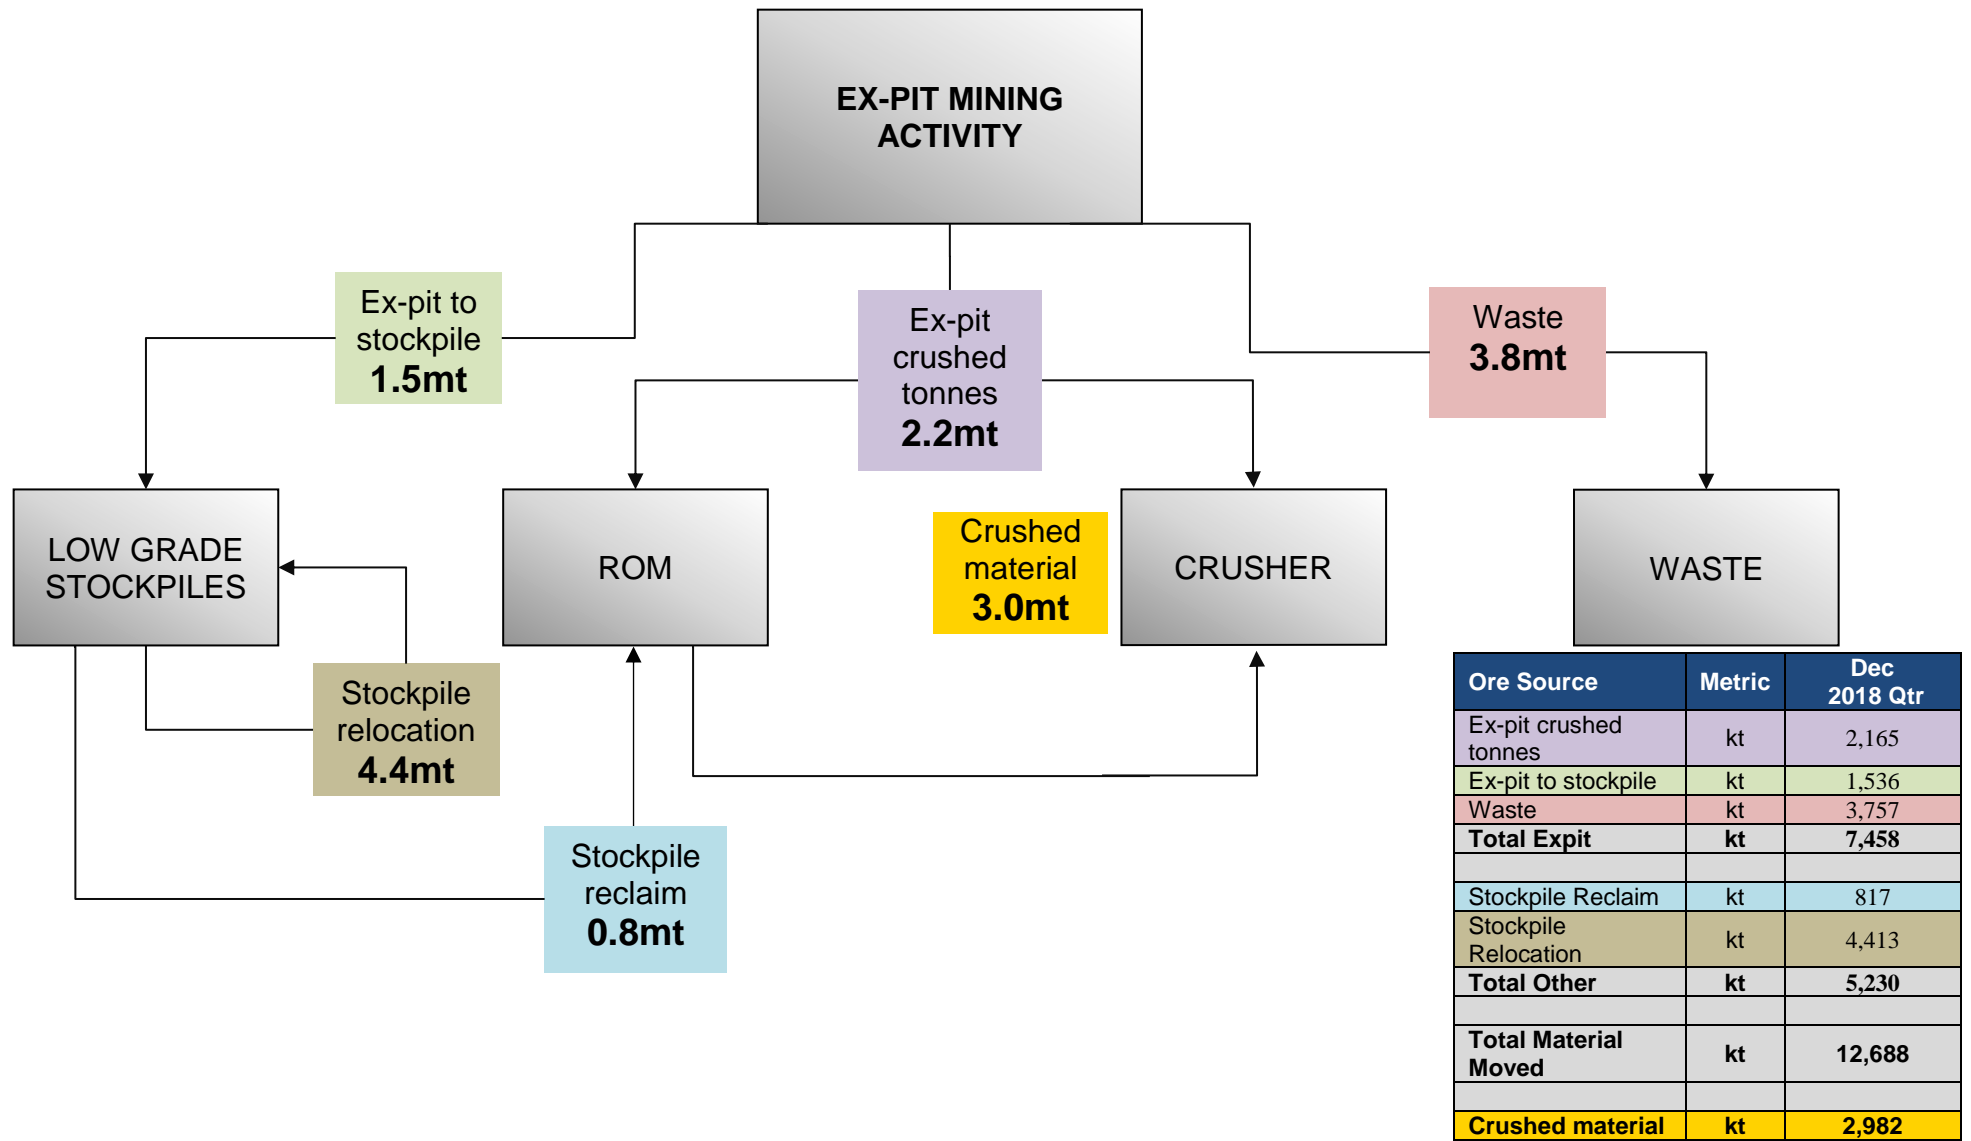 EX-PIT MINING
ACTIVITY
Ex-pit to
stockpile
1.5mt
Ex-pit
crushed
tonnes
2.2mt
Waste
3.8mt
LOW GRADE
STOCKPILES
ROM
Crushed
material
3.0mt
CRUSHER
WASTE
Stockpile
relocation
4.4mt
Stockpile
reclaim
0.8mt
Ore Source Metric Dec
2018 Qtr
Ex-pit crushed
tonnes kt 2,165
Ex-pit to stockpile kt 1,536
Waste kt 3,757
Total Expit kt 7,458
Stockpile Reclaim kt 817
Stockpile
Relocation kt 4,413
Total Other kt 5,230
Total Material
Moved kt 12,688
Crushed material kt 2,982